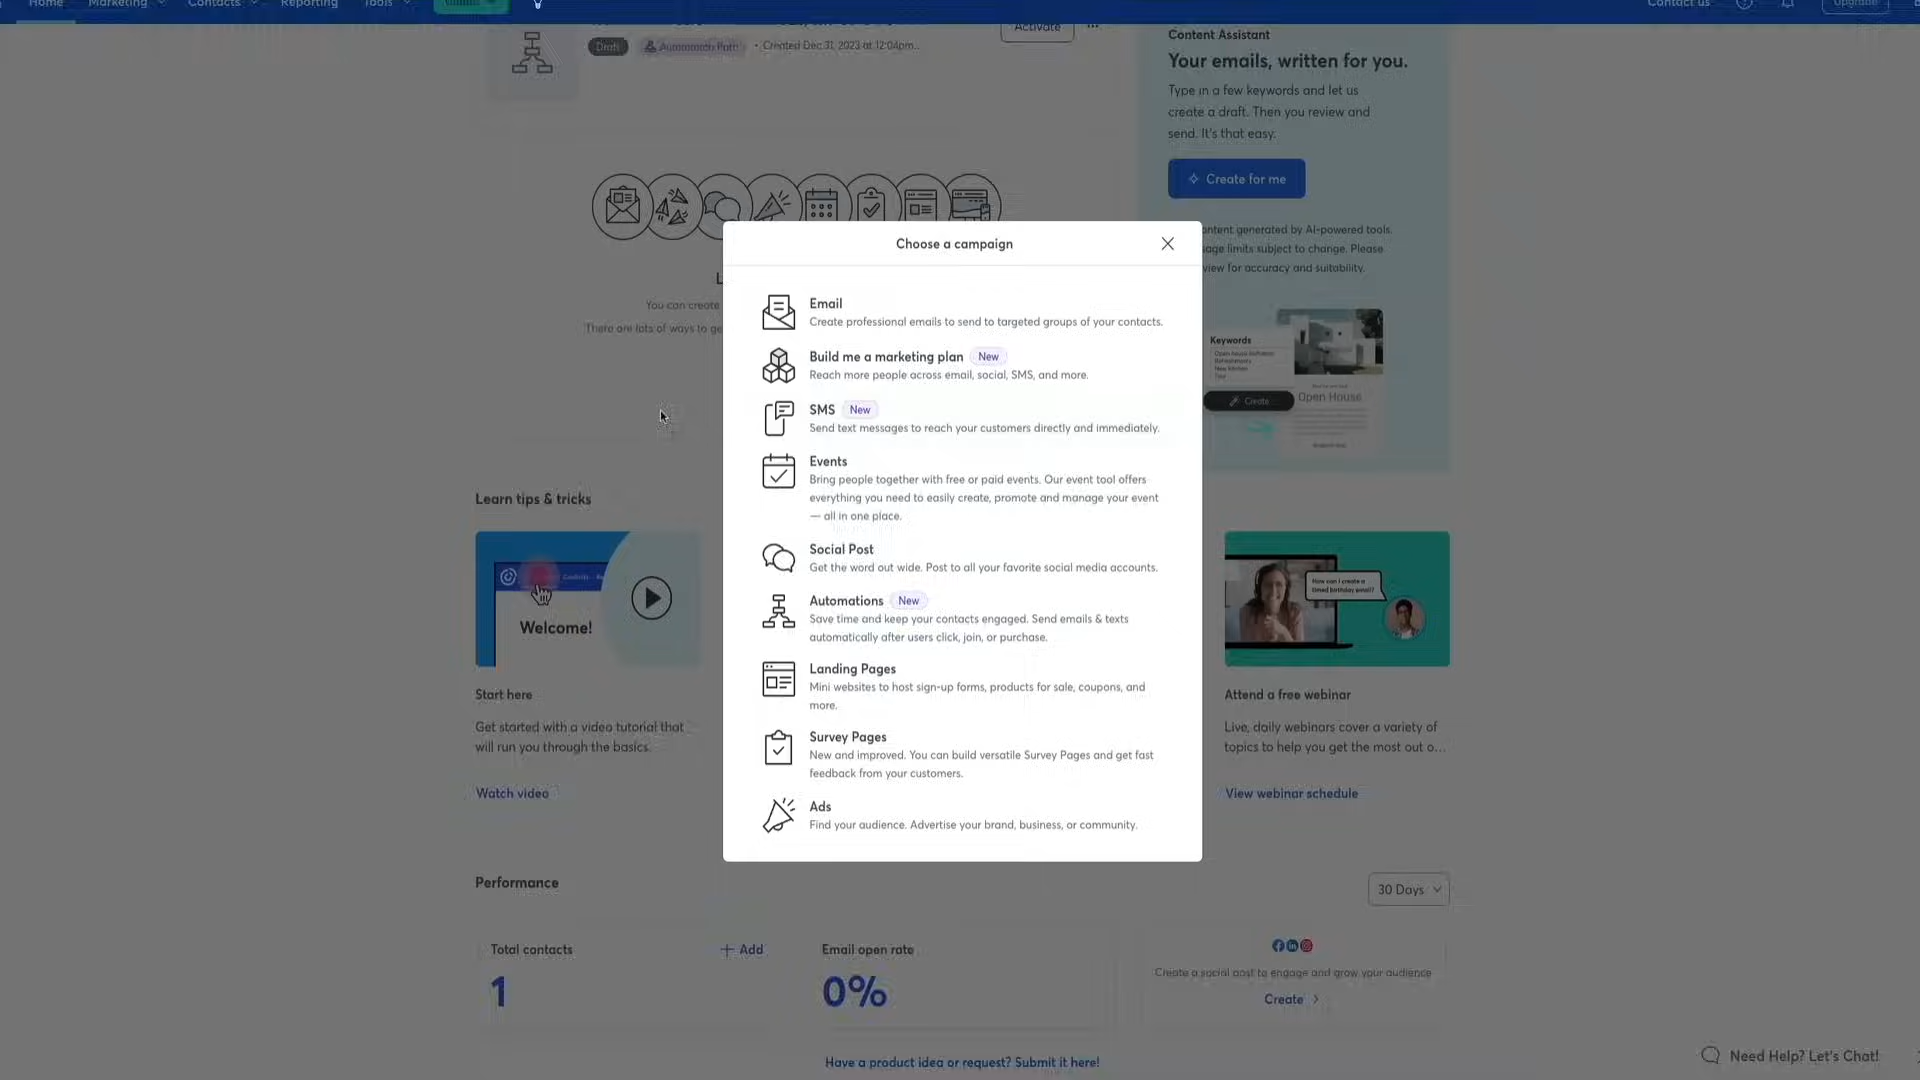 Home Marketing Contacts Reporting Tools
Contact us Upgrade
Draft Automation Path • Created Dec 31, 2023 at 12:04pm...
Activate
Content Assistant
Your emails, written for you.
Type in a few keywords and let us
create a draft. Then you review and
send. It's that easy.
Create for me
ntent generated by AI-powered tools.
sage limits subject to change. Please
view for accuracy and suitability.
Keywords
Create
Open House
You can create
There are lots of ways to ge
Choose a campaign
Email
Create professional emails to send to targeted groups of your contacts.
Build me a marketing plan New
Reach more people across email, social, SMS, and more.
SMS New
Send text messages to reach your customers directly and immediately.
Events
Bring people together with free or paid events. Our event tool offers
everything you need to easily create, promote and manage your event
— all in one place.
Social Post
Get the word out wide. Post to all your favorite social media accounts.
Automations New
Save time and keep your contacts engaged. Send emails & texts
automatically after users click, join, or purchase.
Landing Pages
Mini websites to host sign-up forms, products for sale, coupons, and
more.
Survey Pages
New and improved. You can build versatile Survey Pages and get fast
feedback from your customers.
Ads
Find your audience. Advertise your brand, business, or community.
Learn tips & tricks
Welcome!
Start here
Get started with a video tutorial that
will run you through the basics.
Watch video
How can I create a
timed birthday email?
Attend a free webinar
Live, daily webinars cover a variety of
topics to help you get the most out o...
View webinar schedule
Performance
30 Days
Total contacts
+ Add
1
Email open rate
0%
Create a social post to engage and grow your audience
Create
Have a product idea or request? Submit it here!
Need Help? Let's Chat!